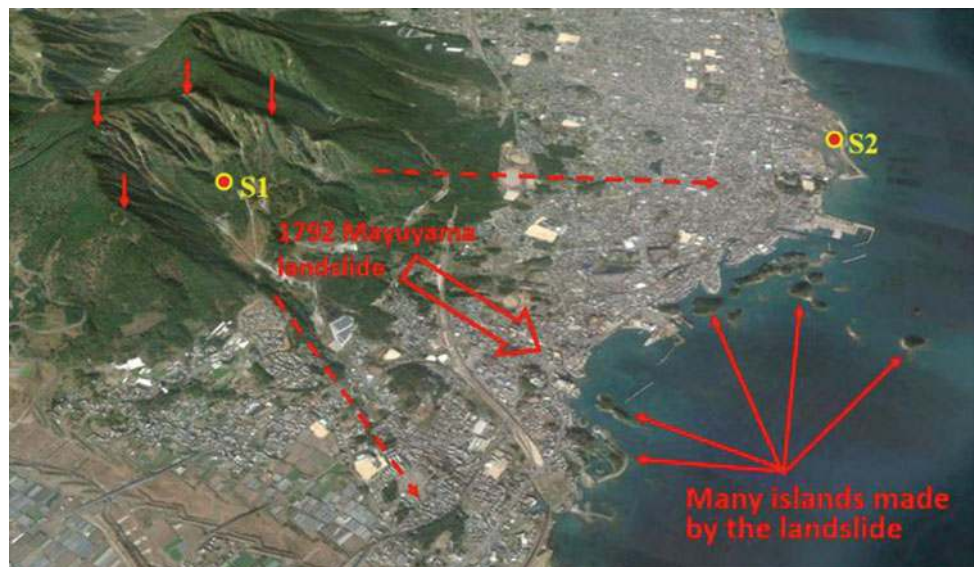 S1
S2
1792 Mayuyama
landslide
Many islands made
by the landslide